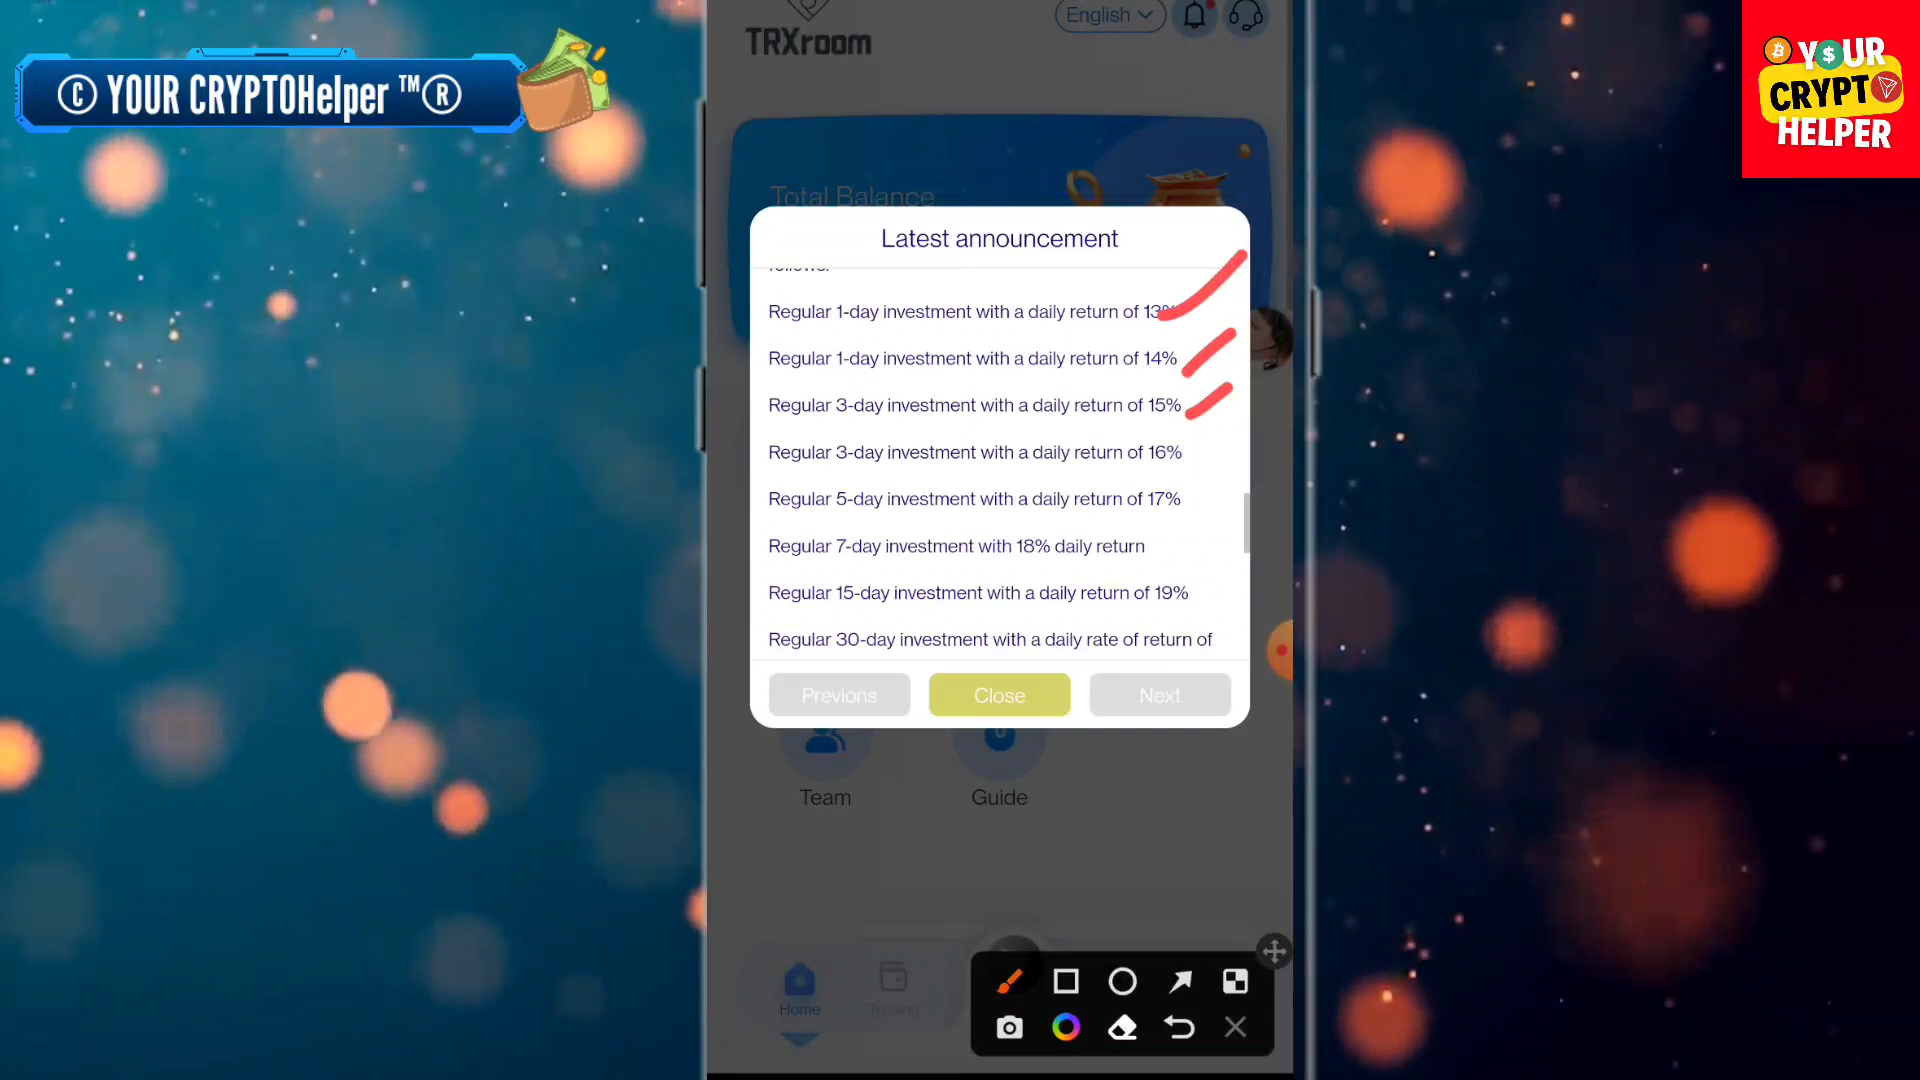 © YOUR CRYPTOHelper ™®
YOUR
CRYPTO
HELPER
TRXroom
English
Total Balance
Latest announcement
follows:
Regular 1-day investment with a daily return of 13%
Regular 1-day investment with a daily return of 14%
Regular 3-day investment with a daily return of 15%
Regular 3-day investment with a daily return of 16%
Regular 5-day investment with a daily return of 17%
Regular 7-day investment with 18% daily return
Regular 15-day investment with a daily return of 19%
Regular 30-day investment with a daily rate of return of
Previons
Close
Next
Team
Guide
Home
Trading